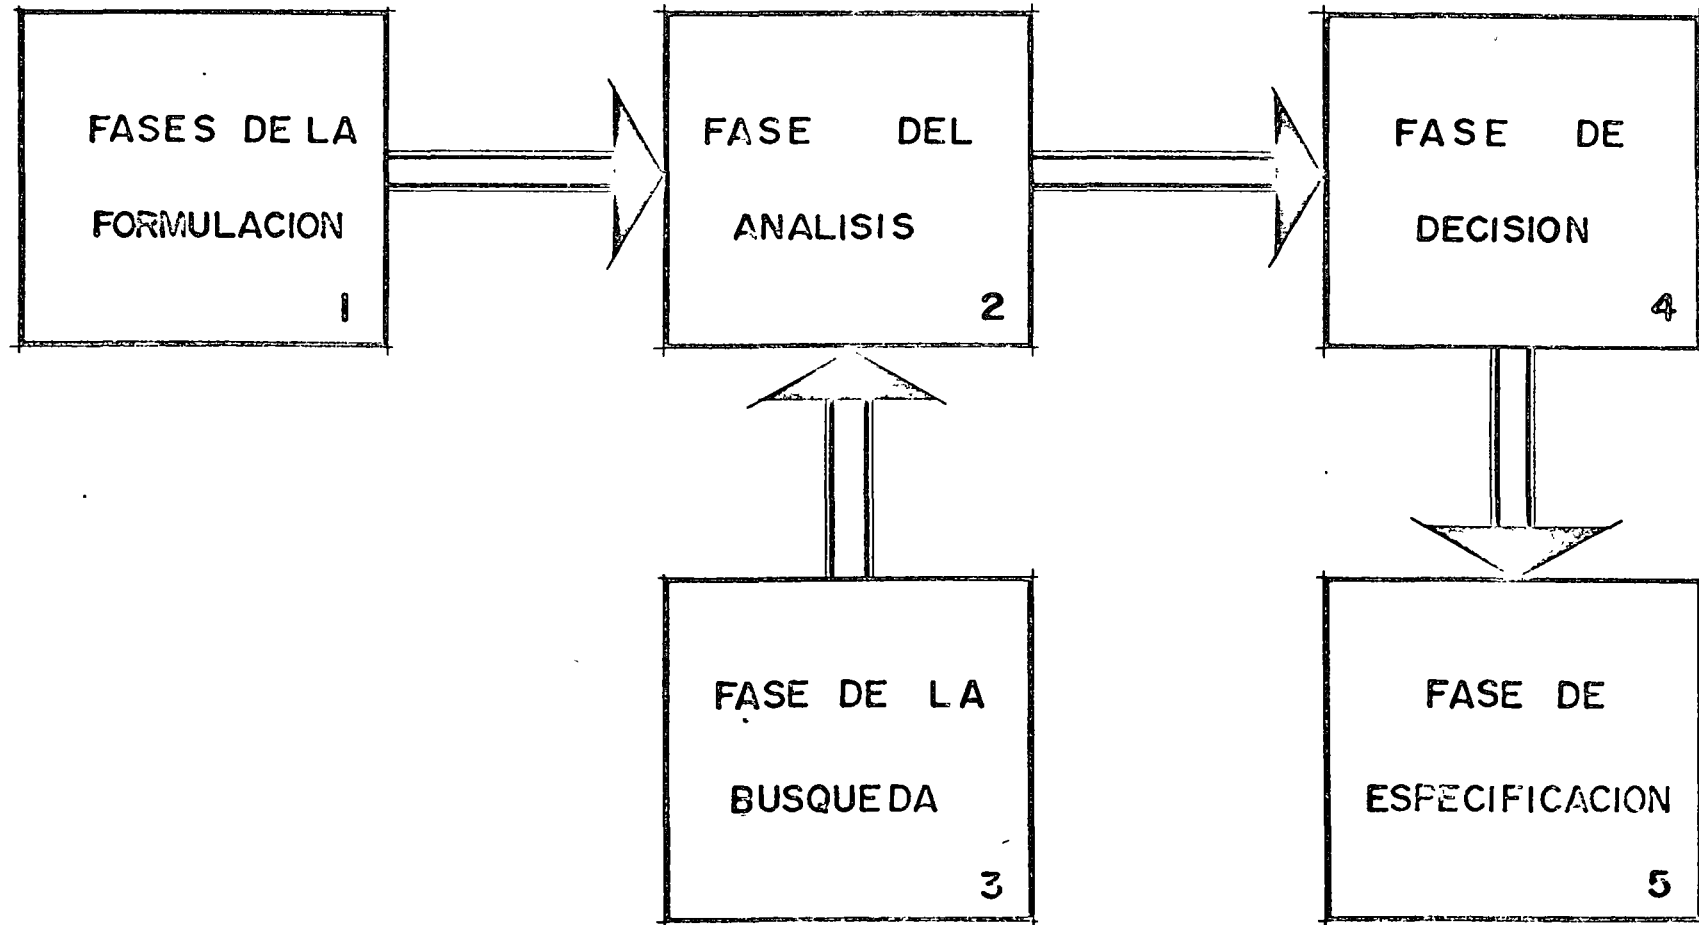 FASES DE LA
FORMULACION
1
FASE DEL
ANALISIS
2
FASE DE
DECISION
4
FASE DE LA
BUSQUEDA
3
FASE DE
ESPECIFICACION
5